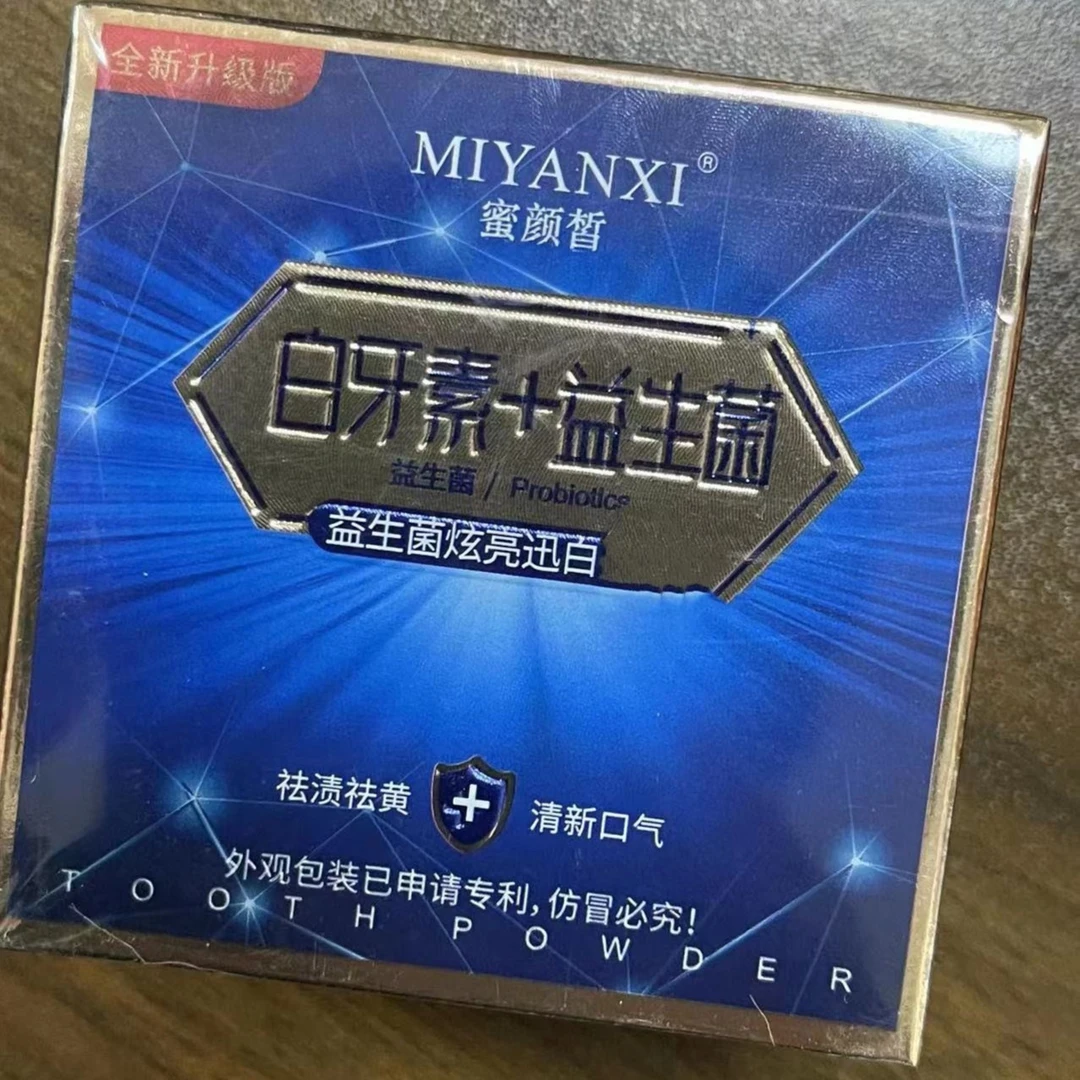 全新升級版
MIYANXI®
蜜颜皙
白牙素+益生菌
益生菌 / Probiotics
益生菌炫亮迅白
祛渍祛黄
清新口气
外观包装已申请专利,仿冒必究!
TOOTH POWDER